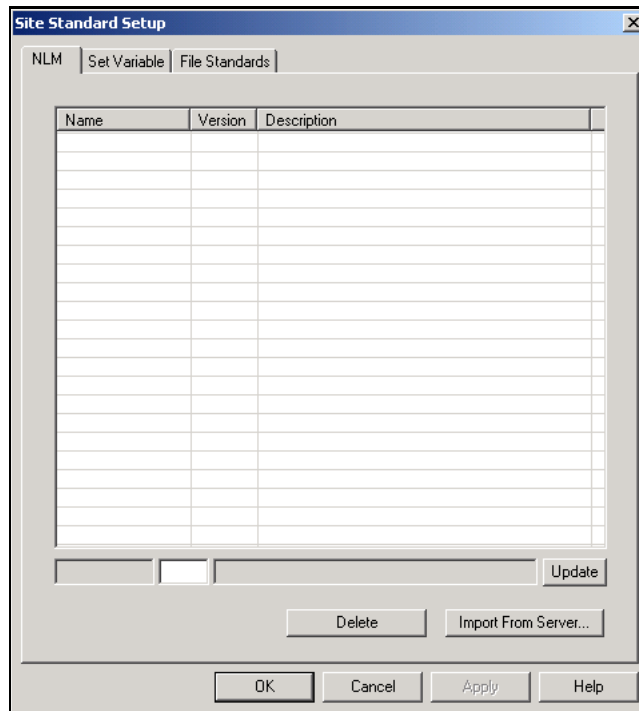 Site Standard Setup
NLM Set Variable File Standards
Name Version Description
Update
Delete Import From Server...
OK Cancel Apply Help